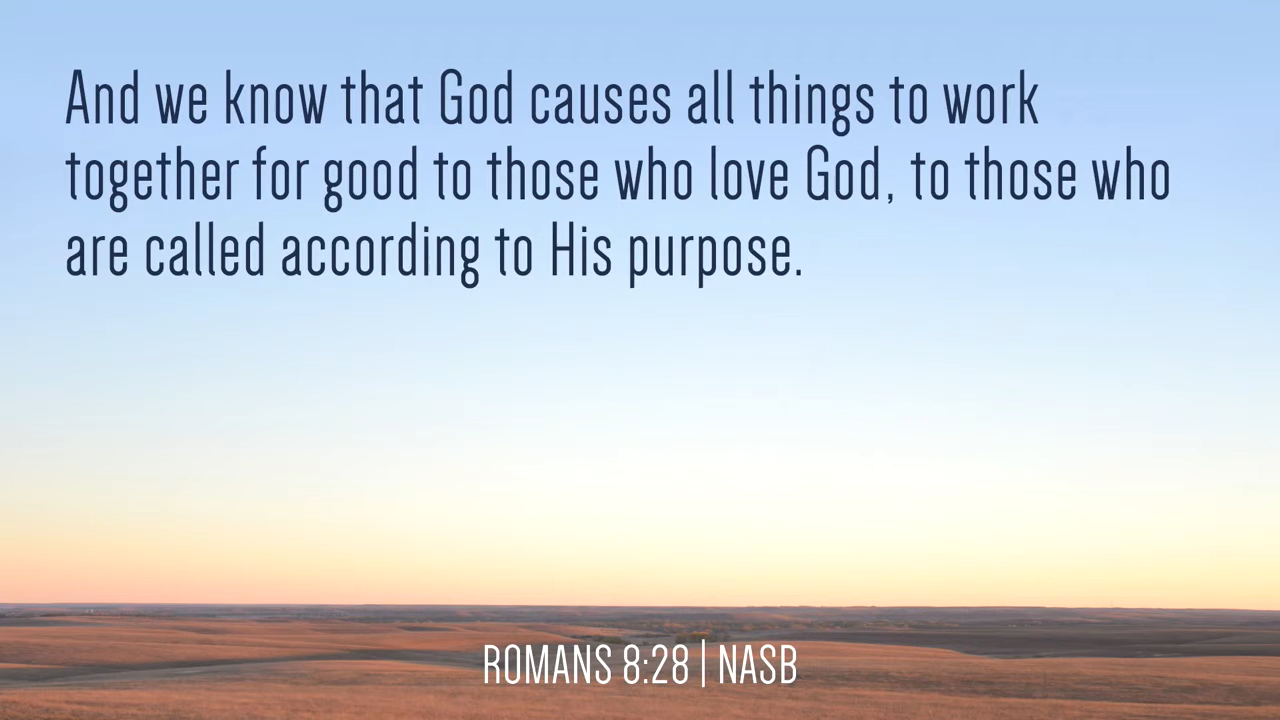 And we know that God causes all things to work
together for good to those who love God, to those who
are called according to His purpose.
ROMANS 8:28 | NASB